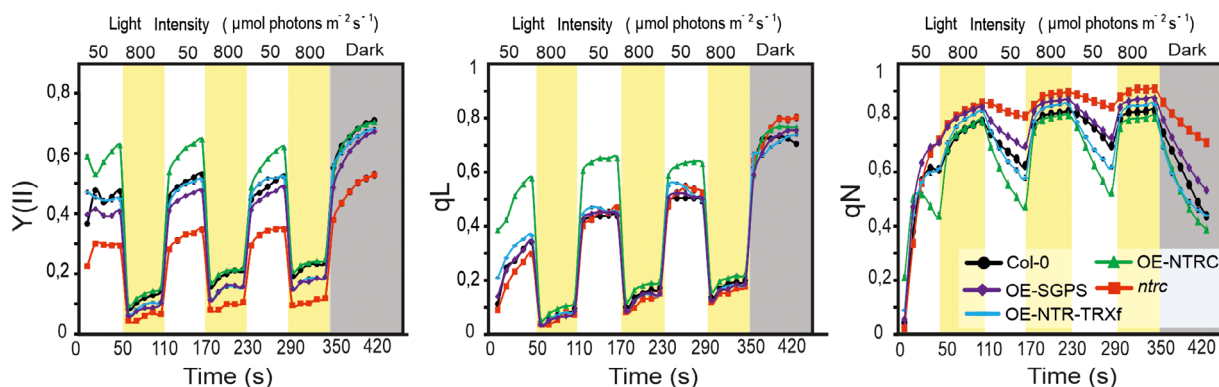 Light Intensity ( µmol photons m⁻² s⁻¹)
50 800 50 800 50 800 Dark
Y(II)
0,8
0,6
0,4
0,2
0
0 50 110 170 230 290 350 420
Time (s)
Light Intensity ( µmol photons m⁻² s⁻¹)
50 800 50 800 50 800 Dark
qL
1
0,8
0,6
0,4
0,2
0
0 50 110 170 230 290 350 420
Time (s)
Light Intensity ( µmol photons m⁻² s⁻¹)
50 800 50 800 50 800 Dark
qN
1
0,8
0,6
0,4
0,2
0
Col-0
OE-NTRC
OE-SGPS
ntrc
OE-NTR-TRXf
0 50 110 170 230 290 350 420
Time (s)